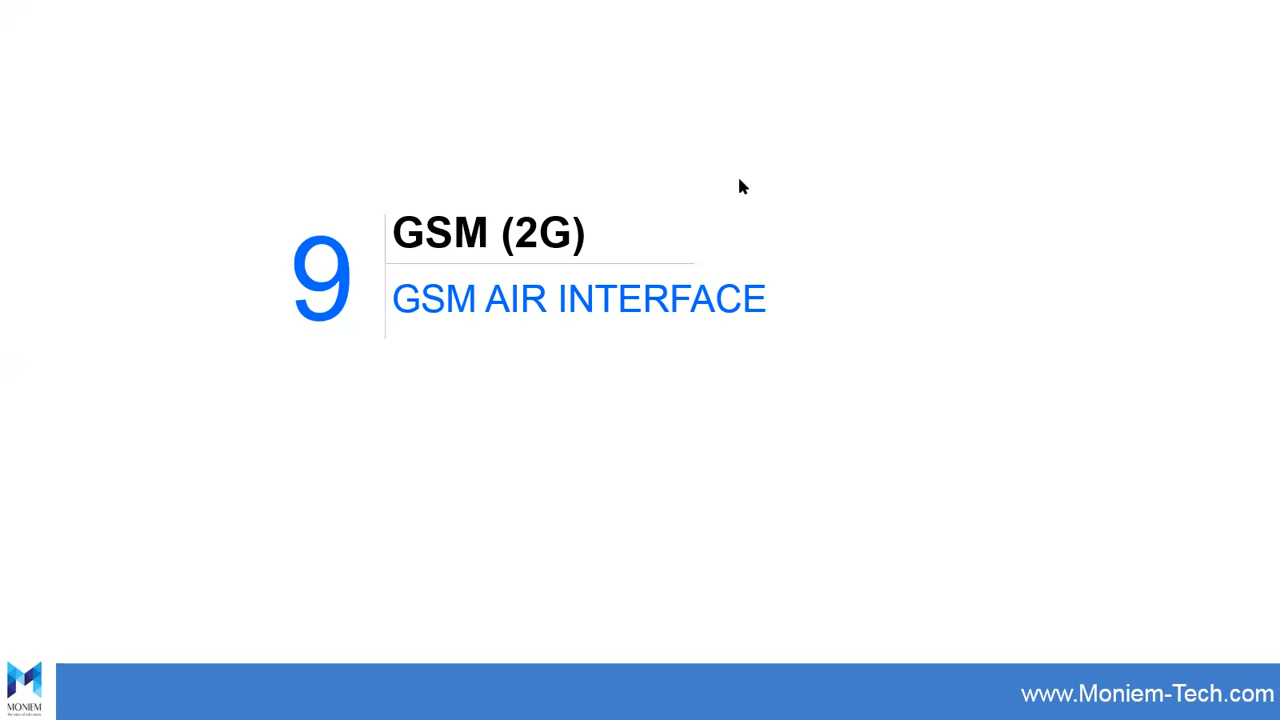 9
GSM (2G)
GSM AIR INTERFACE
MONIEM
www.Moniem-Tech.com